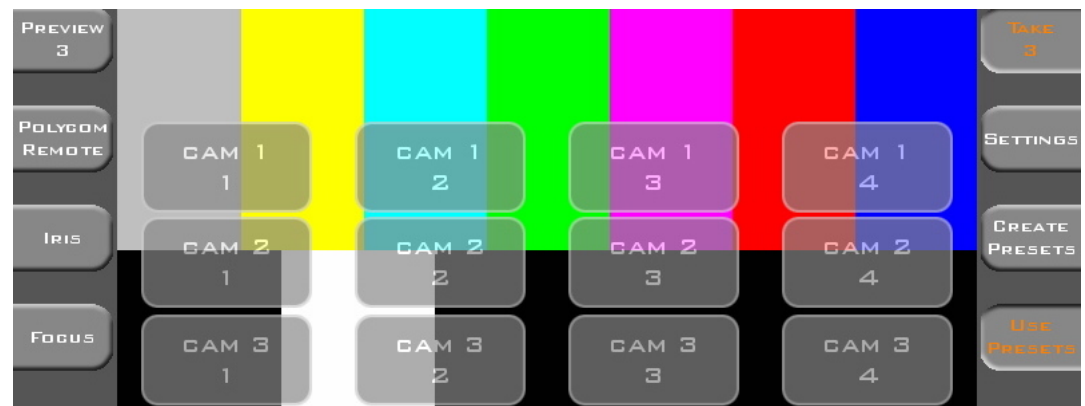 PREVIEW
3
POLYCOM
REMOTE
IRIS
FOCUS
CAM 1
1
CAM 1
2
CAM 1
3
CAM 1
4
CAM 2
1
CAM 2
2
CAM 2
3
CAM 2
4
CAM 3
1
CAM 3
2
CAM 3
3
CAM 3
4
TAKE
3
SETTINGS
CREATE
PRESETS
USE
PRESETS